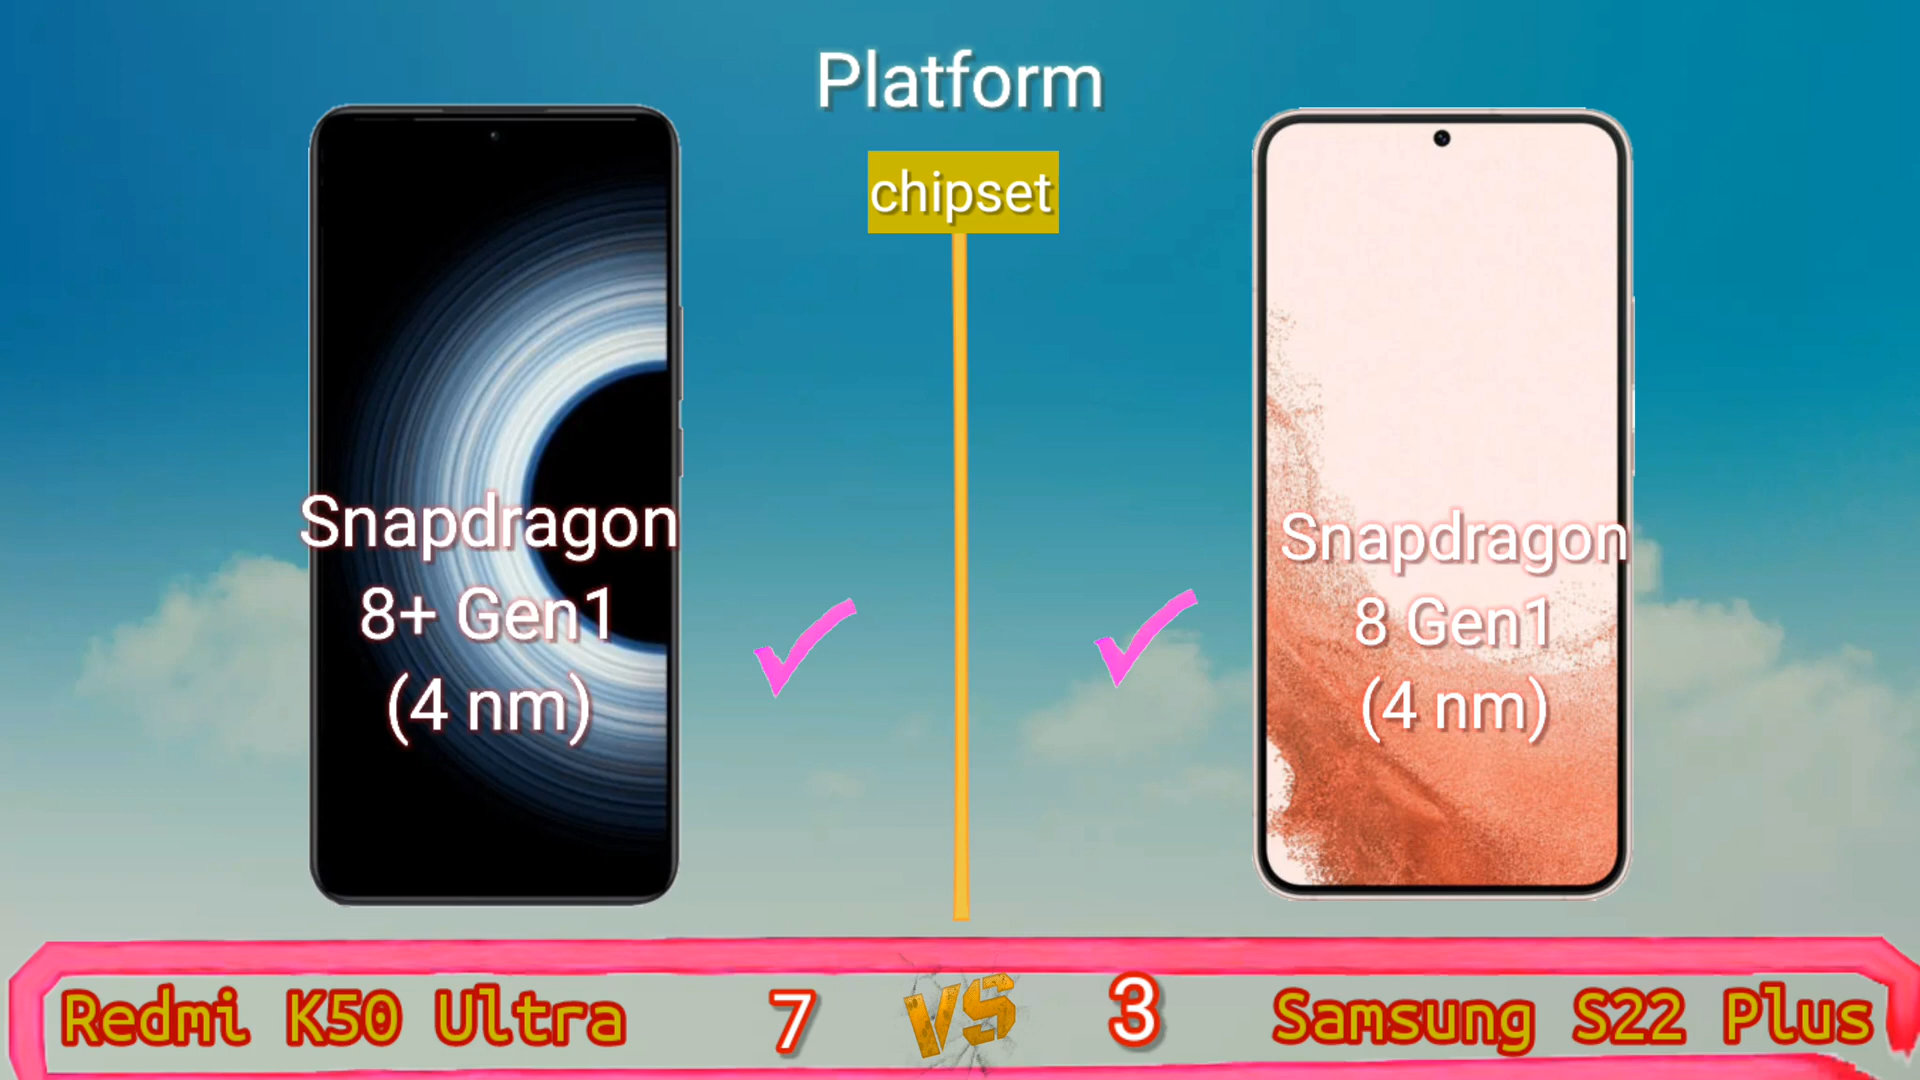 Platform
chipset
Snapdragon
8+ Gen1
(4 nm)
Snapdragon
8 Gen1
(4 nm)
Redmi K50 Ultra 7 VS 3 Samsung S22 Plus